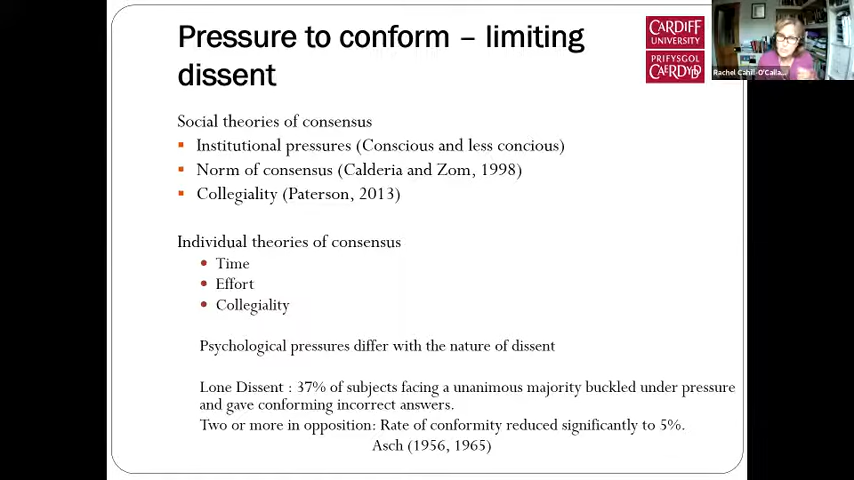 Pressure to conform – limiting
dissent
CARDIFF
UNIVERSITY
PRIFYSGOL
CAERDYDD
Rachel Cahill-O'Calla...
Social theories of consensus
Institutional pressures (Conscious and less concious)
Norm of consensus (Calderia and Zorn, 1998)
Collegiality (Paterson, 2013)
Individual theories of consensus
Time
Effort
Collegiality
Psychological pressures differ with the nature of dissent
Lone Dissent : 37% of subjects facing a unanimous majority buckled under pressure
and gave conforming incorrect answers.
Two or more in opposition: Rate of conformity reduced significantly to 5%.
Asch (1956, 1965)